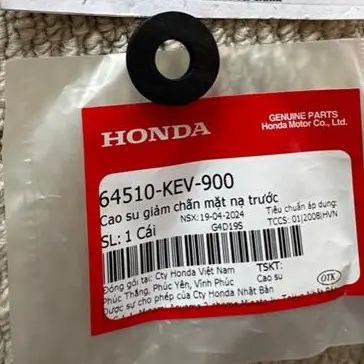 HONDA
GENUINE PARTS
Honda Motor Co., Ltd.
64510-KEV-900
Cao su giảm chấn mặt nạ trước
NSX:19-04-2024
Tiêu chuẩn áp dụng:
SL: 1 Cái
G4D19S
TCCS: 01|2008|HVN
Đóng gói tại: Cty Honda Việt Nam
TSKT:
Phúc Thắng, Phúc Yên, Vĩnh Phúc
Cao su
OTK
Được sự cho phép của Cty Honda Nhật Bản